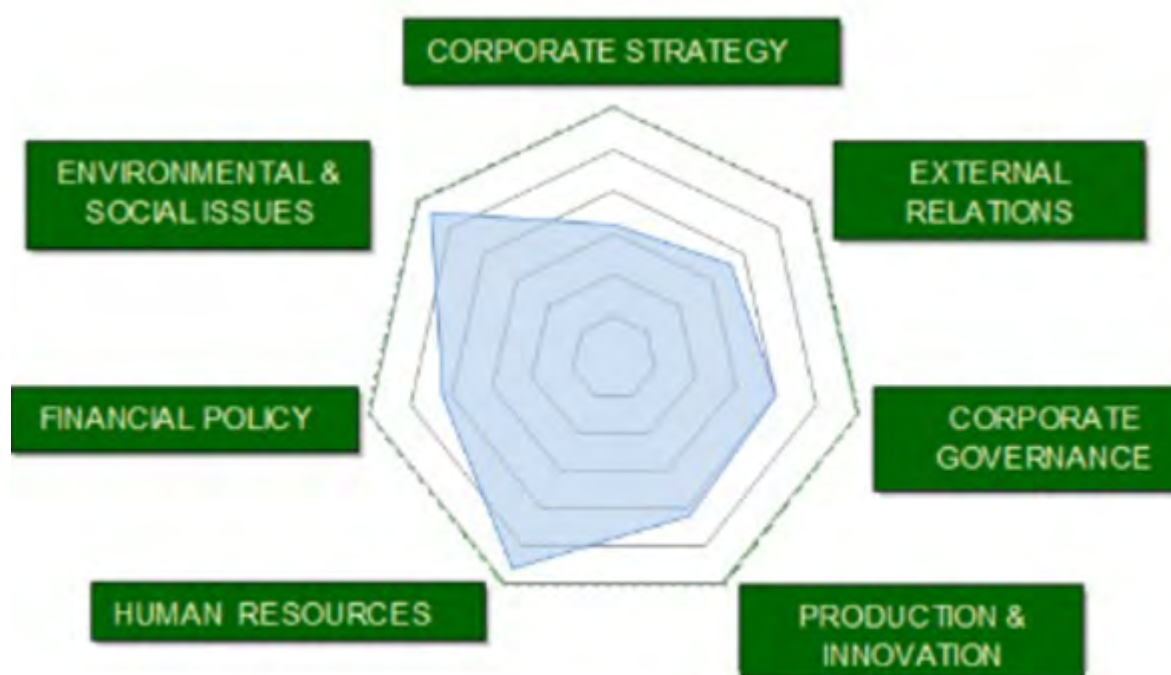 CORPORATE STRATEGY
ENVIRONMENTAL &
SOCIAL ISSUES
EXTERNAL
RELATIONS
FINANCIAL POLICY
CORPORATE
GOVERNANCE
HUMAN RESOURCES
PRODUCTION &
INNOVATION